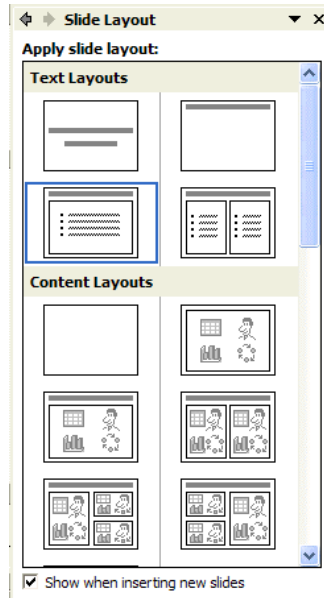 Slide Layout
Apply slide layout:
Text Layouts
Content Layouts
Show when inserting new slides